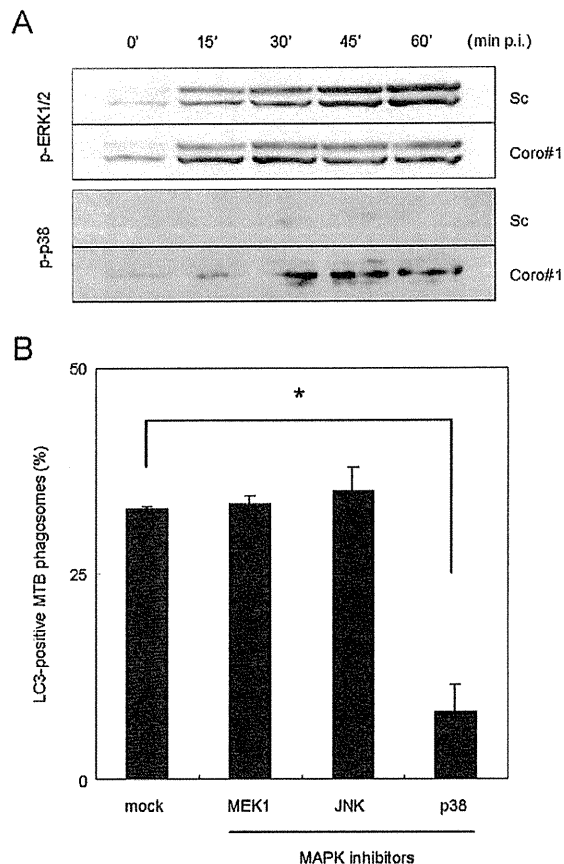 A
0' 15' 30' 45' 60' (min p.i.)
p-ERK1/2
Sc
Coro#1
p-p38
Sc
Coro#1
B
LC3-positive MTB phagosomes (%)
50
25
0
*
mock MEK1 JNK p38
MAPK inhibitors